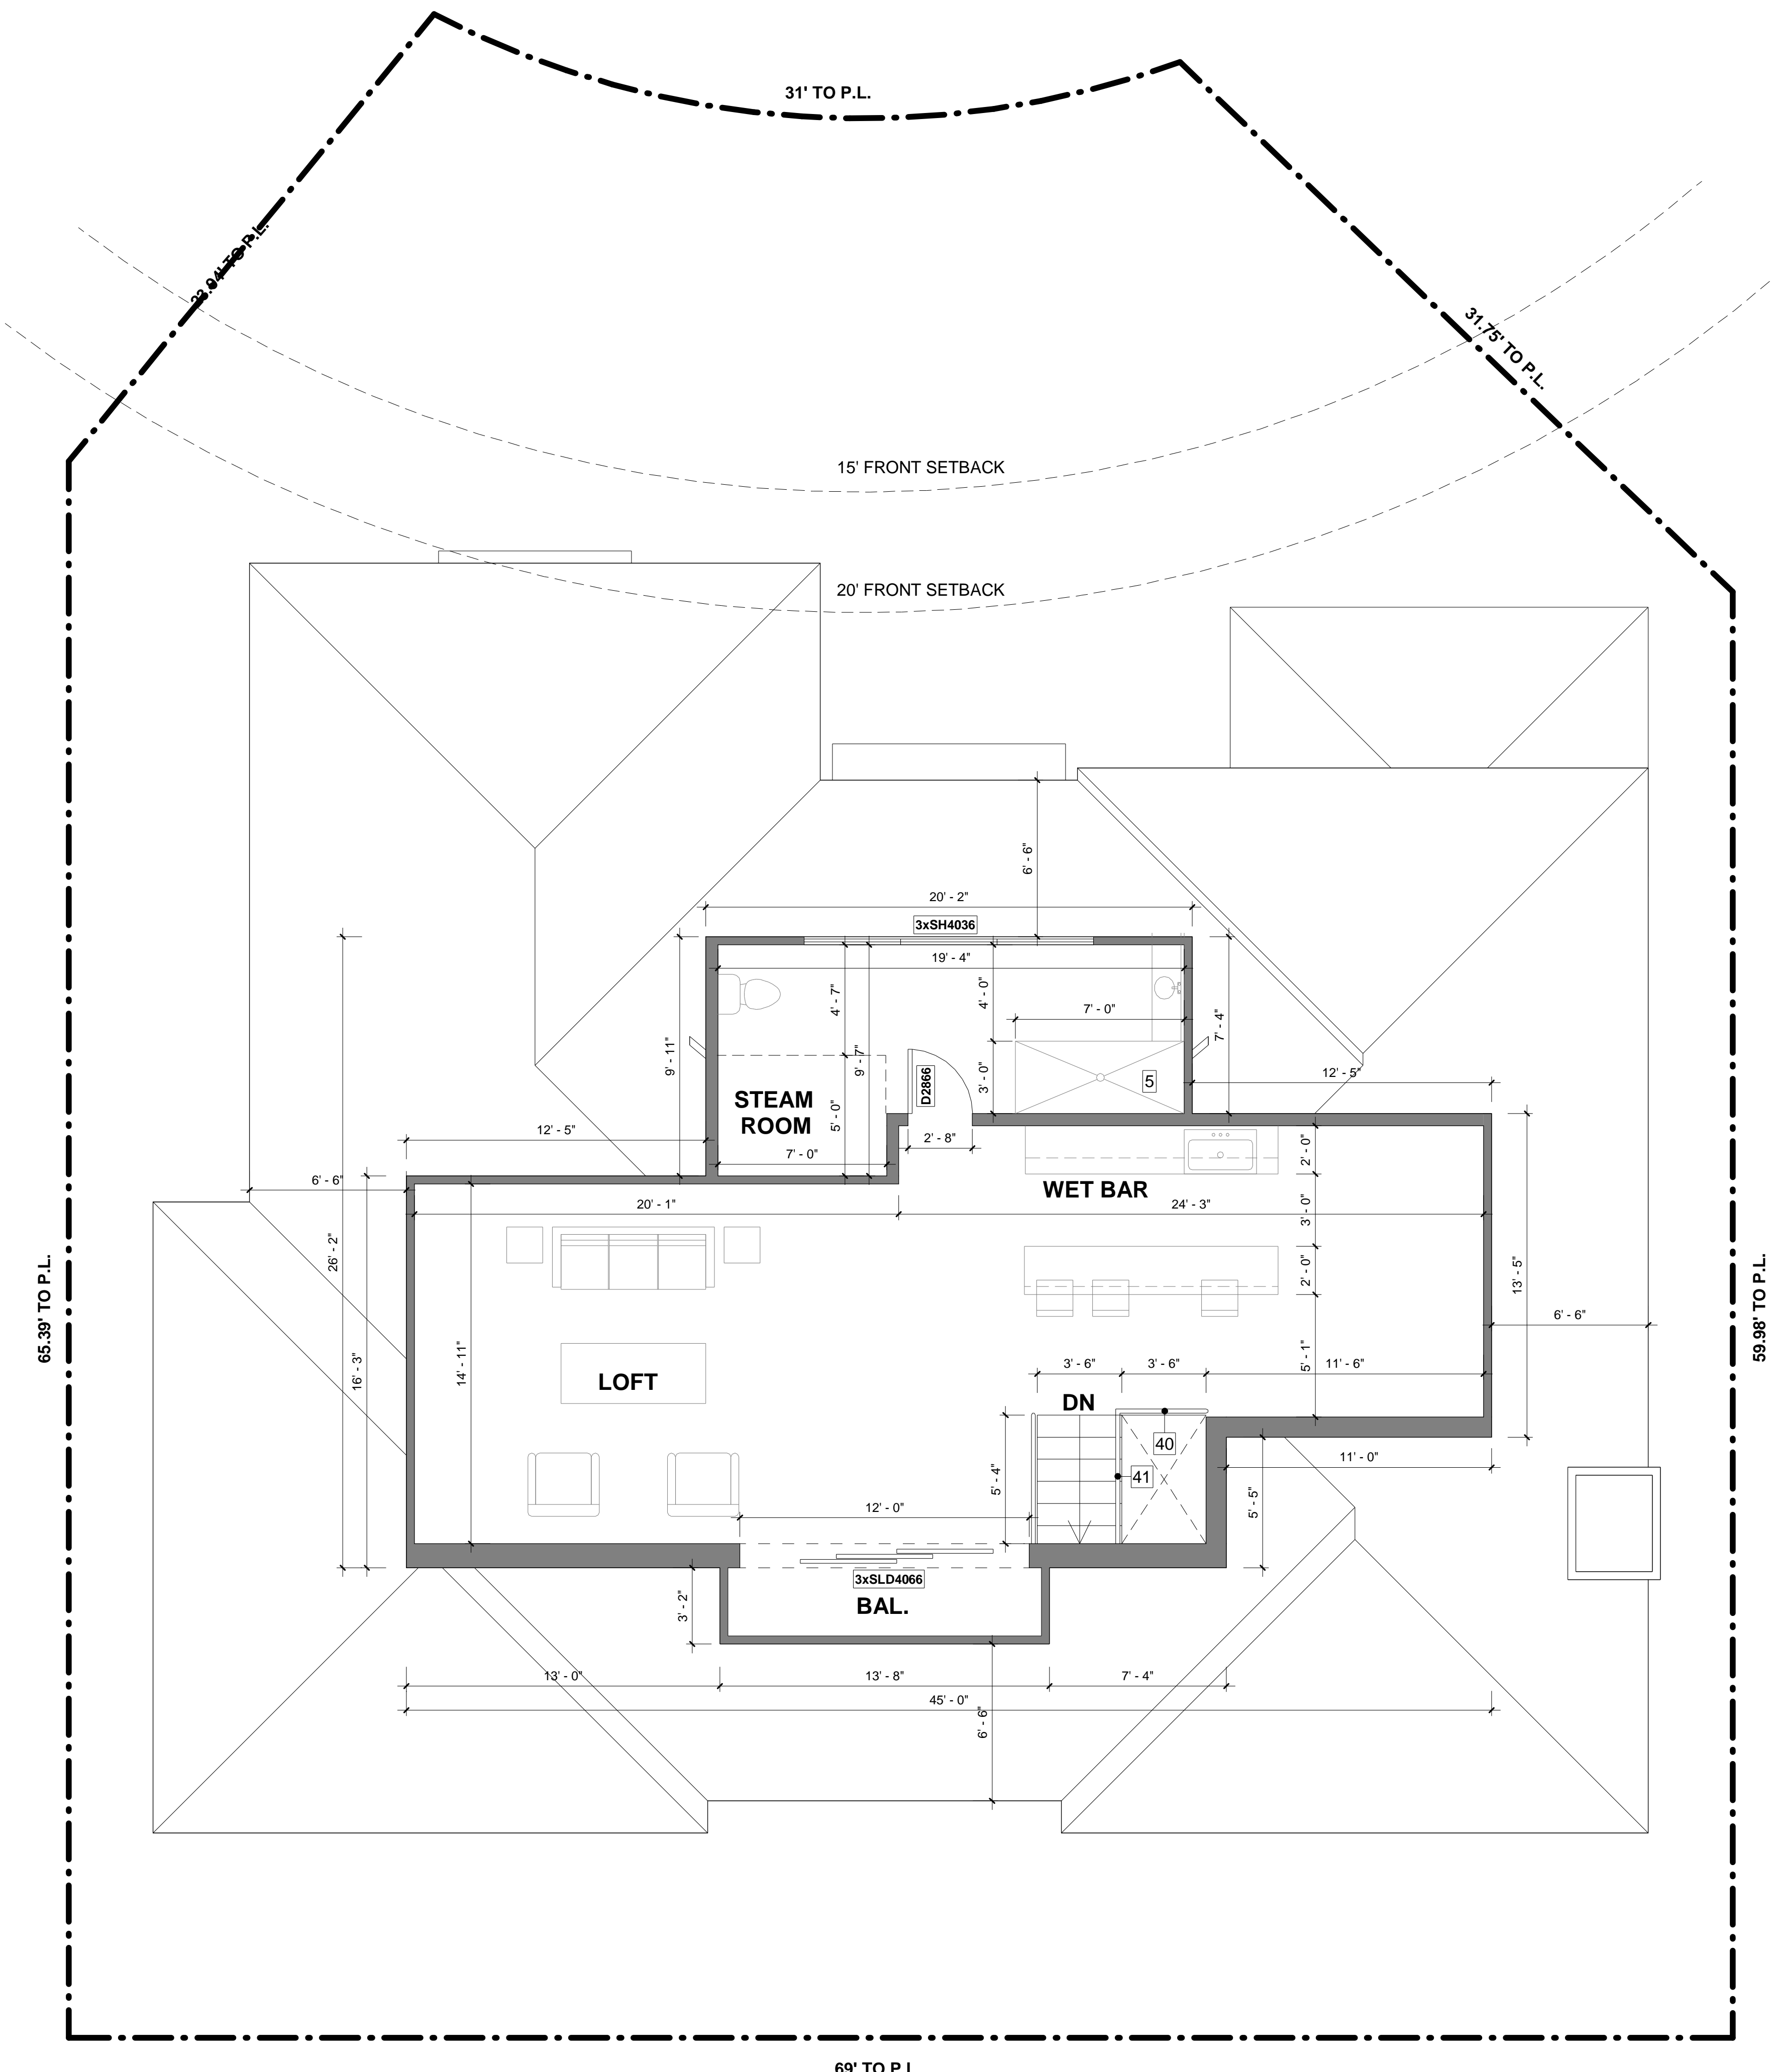 31' TO P.L.
23.94' TO P.L.
31.75' TO P.L.
15' FRONT SETBACK
20' FRONT SETBACK
6' - 6"
20' - 2"
3xSH4036
19' - 4"
4' - 7"
4' - 0"
7' - 0"
7' - 4"
9' - 11"
9' - 7"
3' - 0"
D2866
5
12' - 5"
STEAM
ROOM
5' - 0"
12' - 5"
2' - 8"
7' - 0"
2' - 0"
6' - 6"
WET BAR
20' - 1"
24' - 3"
3' - 0"
26' - 2"
2' - 0"
13' - 5"
65.39' TO P.L.
59.98' TO P.L.
6' - 6"
16' - 3"
14' - 11"
5' - 1"
3' - 6"
3' - 6"
11' - 6"
LOFT
DN
40
41
11' - 0"
5' - 4"
5' - 5"
12' - 0"
3xSLD4066
BAL.
3' - 2"
13' - 0"
13' - 8"
7' - 4"
45' - 0"
6' - 6"
69' TO P.L.